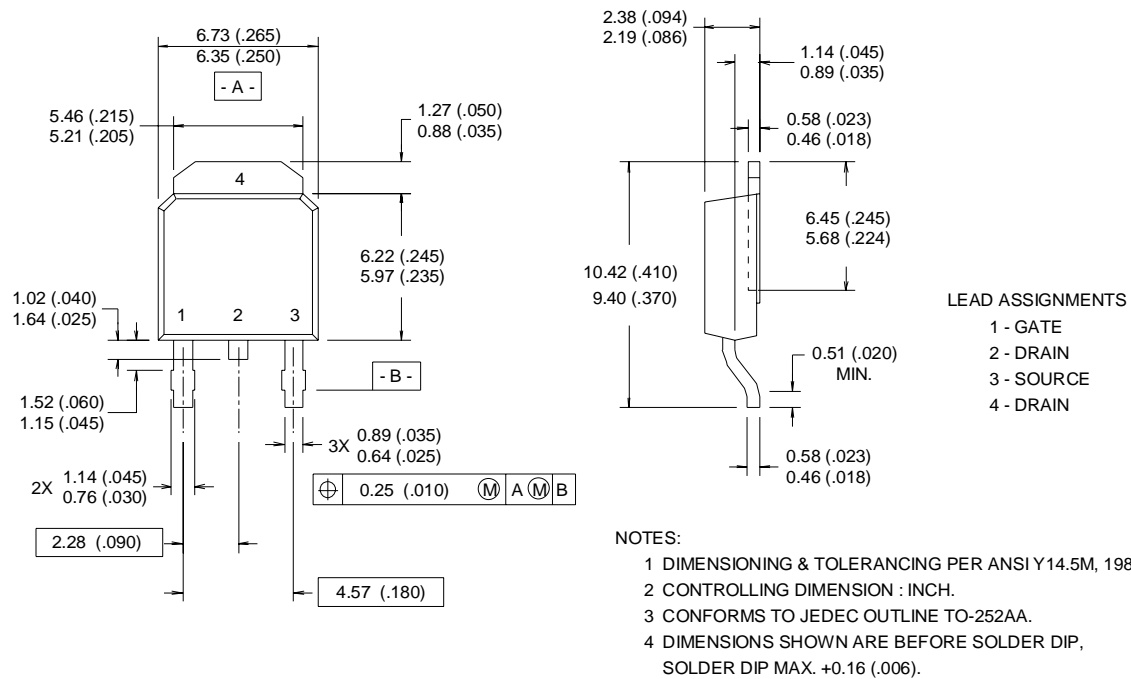 6.73 (.265)
6.35 (.250)
- A -
5.46 (.215)
5.21 (.205)
1.27 (.050)
0.88 (.035)
4
6.22 (.245)
5.97 (.235)
1.02 (.040)
1.64 (.025)
1 2 3
1.52 (.060)
1.15 (.045)
- B -
3X 0.89 (.035)
0.64 (.025)
2X 1.14 (.045)
0.76 (.030)
0.25 (.010) M A M B
2.28 (.090)
4.57 (.180)
2.38 (.094)
2.19 (.086)
1.14 (.045)
0.89 (.035)
0.58 (.023)
0.46 (.018)
6.45 (.245)
5.68 (.224)
10.42 (.410)
9.40 (.370)
0.51 (.020)
MIN.
0.58 (.023)
0.46 (.018)
LEAD ASSIGNMENTS
1 - GATE
2 - DRAIN
3 - SOURCE
4 - DRAIN
NOTES:
1 DIMENSIONING & TOLERANCING PER ANSI Y14.5M, 198
2 CONTROLLING DIMENSION : INCH.
3 CONFORMS TO JEDEC OUTLINE TO-252AA.
4 DIMENSIONS SHOWN ARE BEFORE SOLDER DIP,
SOLDER DIP MAX. +0.16 (.006).